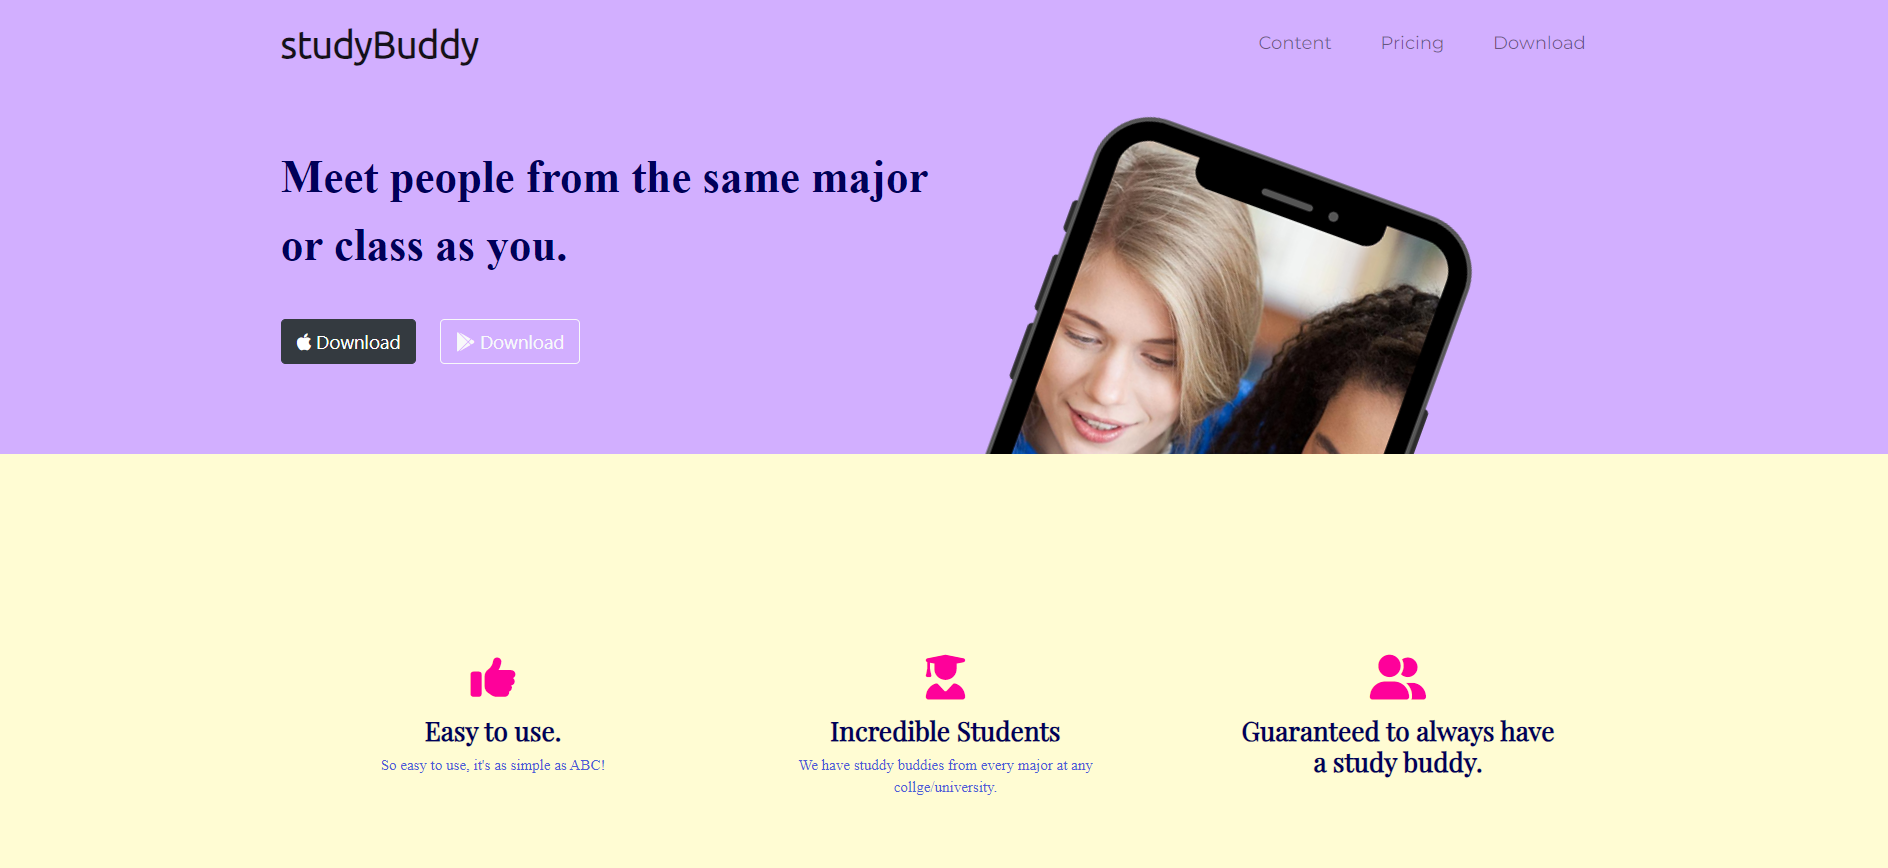 studyBuddy
Content
Pricing
Download
Meet people from the same major
or class as you.
Download
Download
Easy to use.
So easy to use, it's as simple as ABC!
Incredible Students
We have studdy buddies from every major at any
collge/university.
Guaranteed to always have
a study buddy.